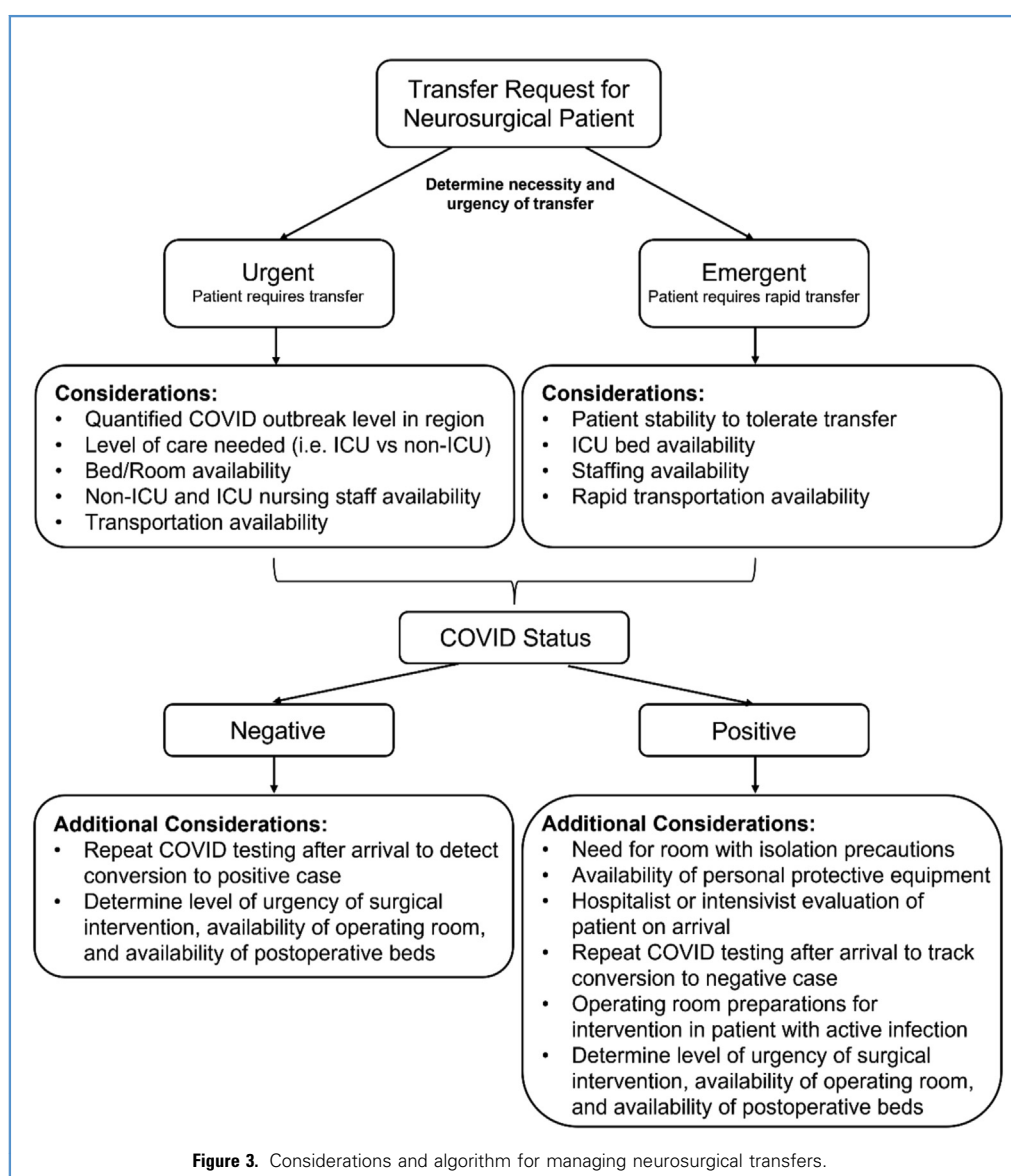 Transfer Request for
Neurosurgical Patient
Determine necessity and
urgency of transfer
Urgent
Patient requires transfer
Emergent
Patient requires rapid transfer
Considerations:
• Quantified COVID outbreak level in region
• Level of care needed (i.e. ICU vs non-ICU)
• Bed/Room availability
• Non-ICU and ICU nursing staff availability
• Transportation availability
Considerations:
• Patient stability to tolerate transfer
• ICU bed availability
• Staffing availability
• Rapid transportation availability
COVID Status
Negative
Positive
Additional Considerations:
• Repeat COVID testing after arrival to detect
conversion to positive case
• Determine level of urgency of surgical
intervention, availability of operating room,
and availability of postoperative beds
Additional Considerations:
• Need for room with isolation precautions
• Availability of personal protective equipment
• Hospitalist or intensivist evaluation of
patient on arrival
• Repeat COVID testing after arrival to track
conversion to negative case
• Operating room preparations for
intervention in patient with active infection
• Determine level of urgency of surgical
intervention, availability of operating room,
and availability of postoperative beds
Figure 3. Considerations and algorithm for managing neurosurgical transfers.